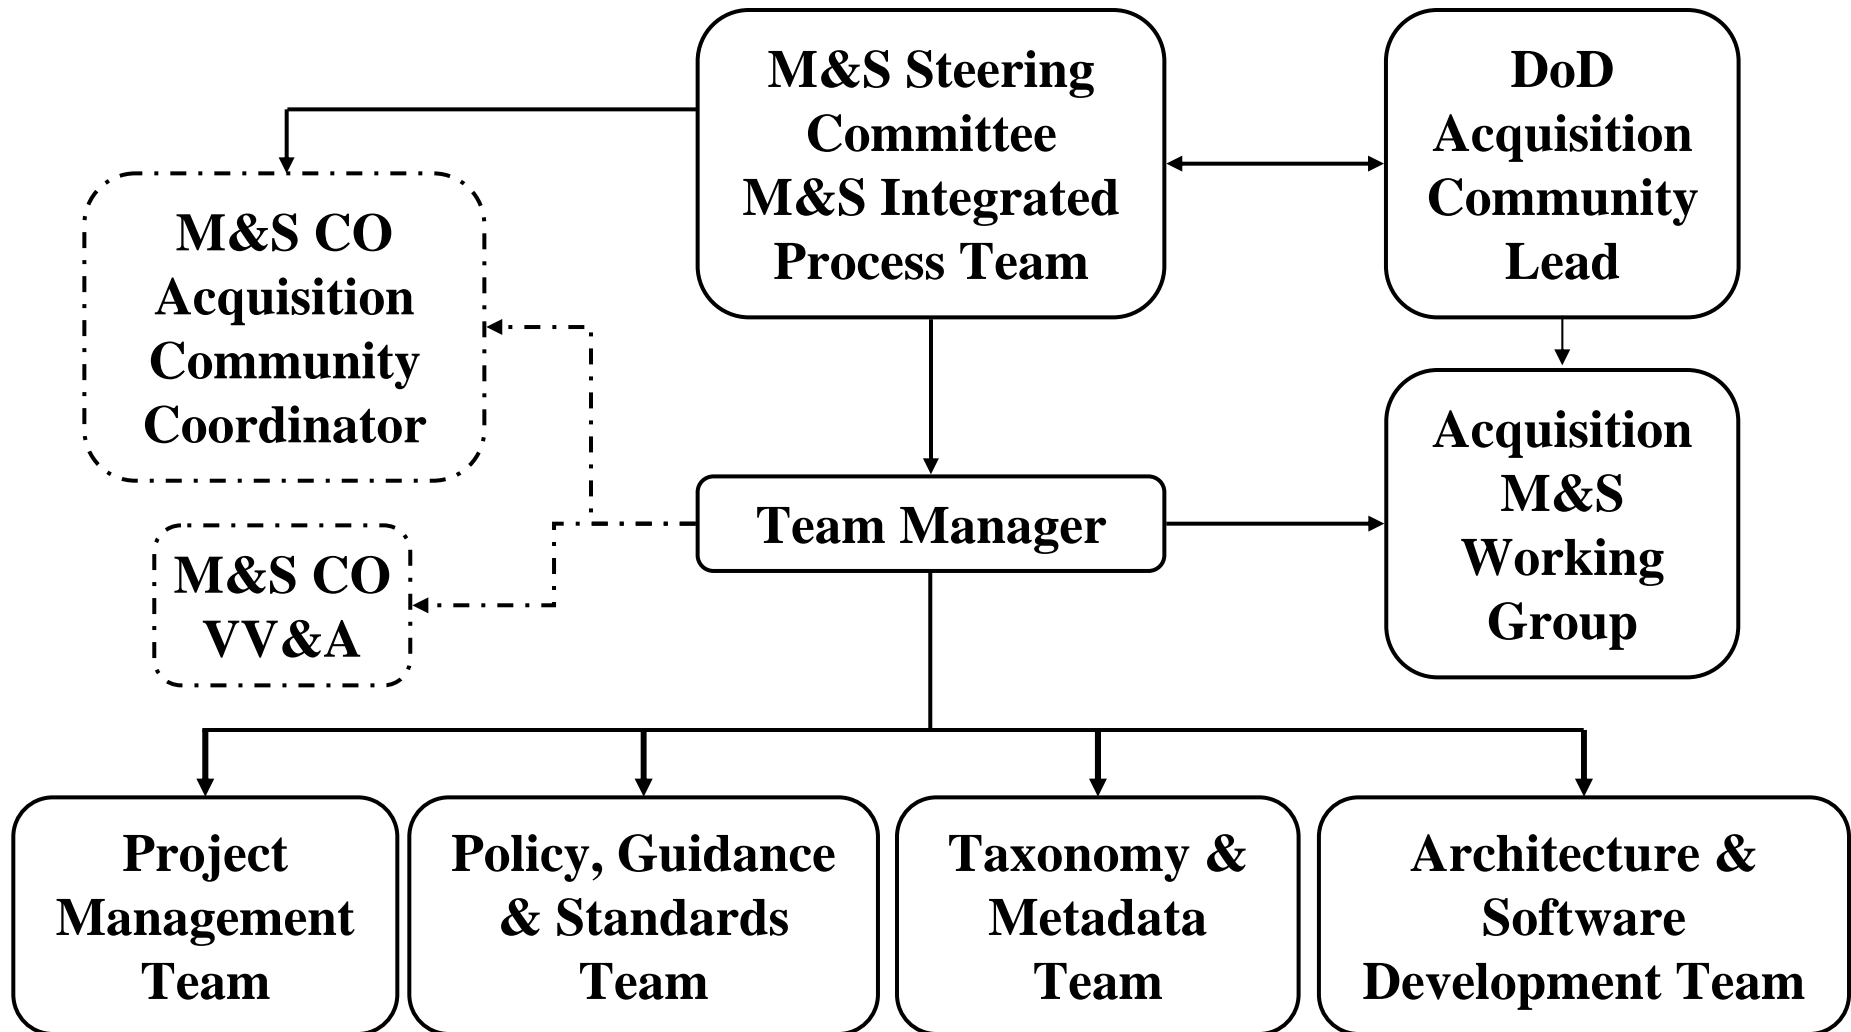 M&S Steering
Committee
M&S Integrated
Process Team
DoD
Acquisition
Community
Lead
M&S CO
Acquisition
Community
Coordinator
Acquisition
M&S
Working
Group
Team Manager
M&S CO
VV&A
Project
Management
Team
Policy, Guidance
& Standards
Team
Taxonomy &
Metadata
Team
Architecture &
Software
Development Team